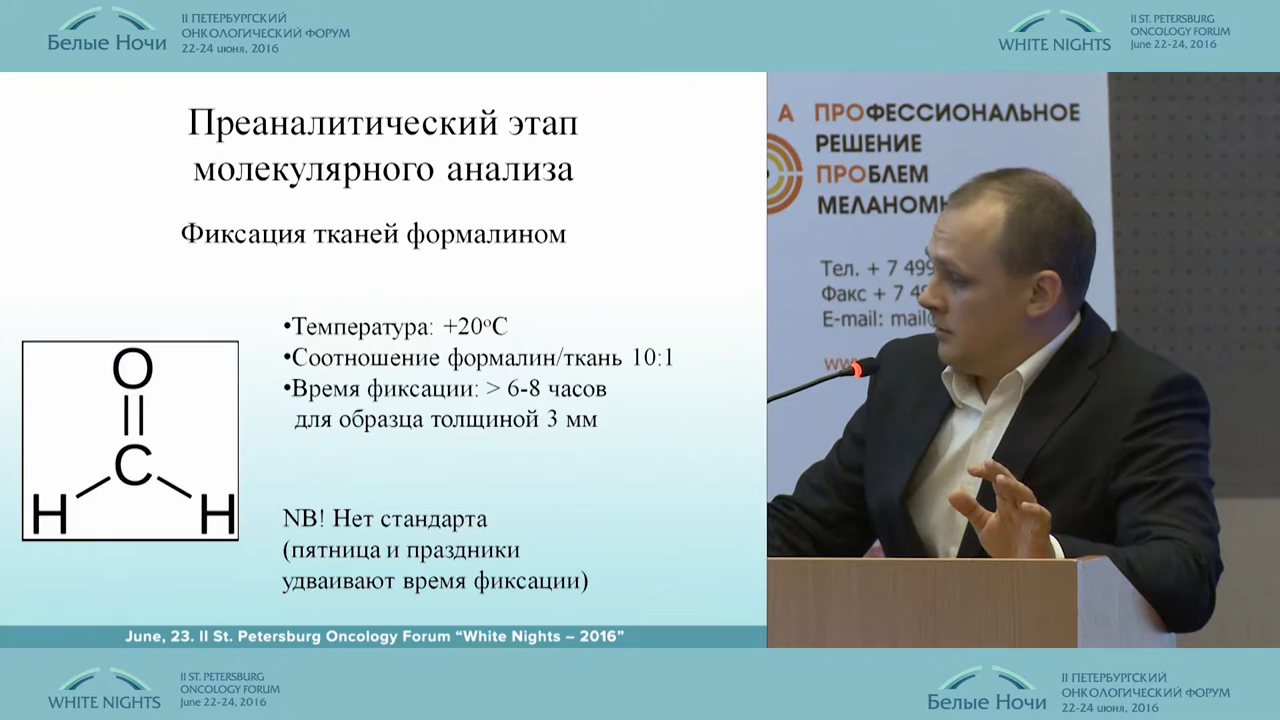 Белые Ночи
II ПЕТЕРБУРГСКИЙ
ОНКОЛОГИЧЕСКИЙ ФОРУМ
22-24 июня, 2016
WHITE NIGHTS
II ST. PETERSBURG
ONCOLOGY FORUM
June 22-24, 2016
Преаналитический этап
молекулярного анализа
Фиксация тканей формалином
•Температура: +20°C
•Соотношение формалин/ткань 10:1
•Время фиксации: > 6-8 часов
для образца толщиной 3 мм
O
C
H H
NB! Нет стандарта
(пятница и праздники
удваивают время фиксации)
June, 23. II St. Petersburg Oncology Forum “White Nights – 2016”
А ПРОФЕССИОНАЛЬНОЕ
РЕШЕНИЕ
ПРОБЛЕМ
Тел. + 7 499
Факс + 7
E-mail:
WHITE NIGHTS
II ST. PETERSBURG
ONCOLOGY FORUM
June 22-24, 2016
Белые Ночи
II ПЕТЕРБУРГСКИЙ
ОНКОЛОГИЧЕСКИЙ ФОРУМ
22-24 июня, 2016